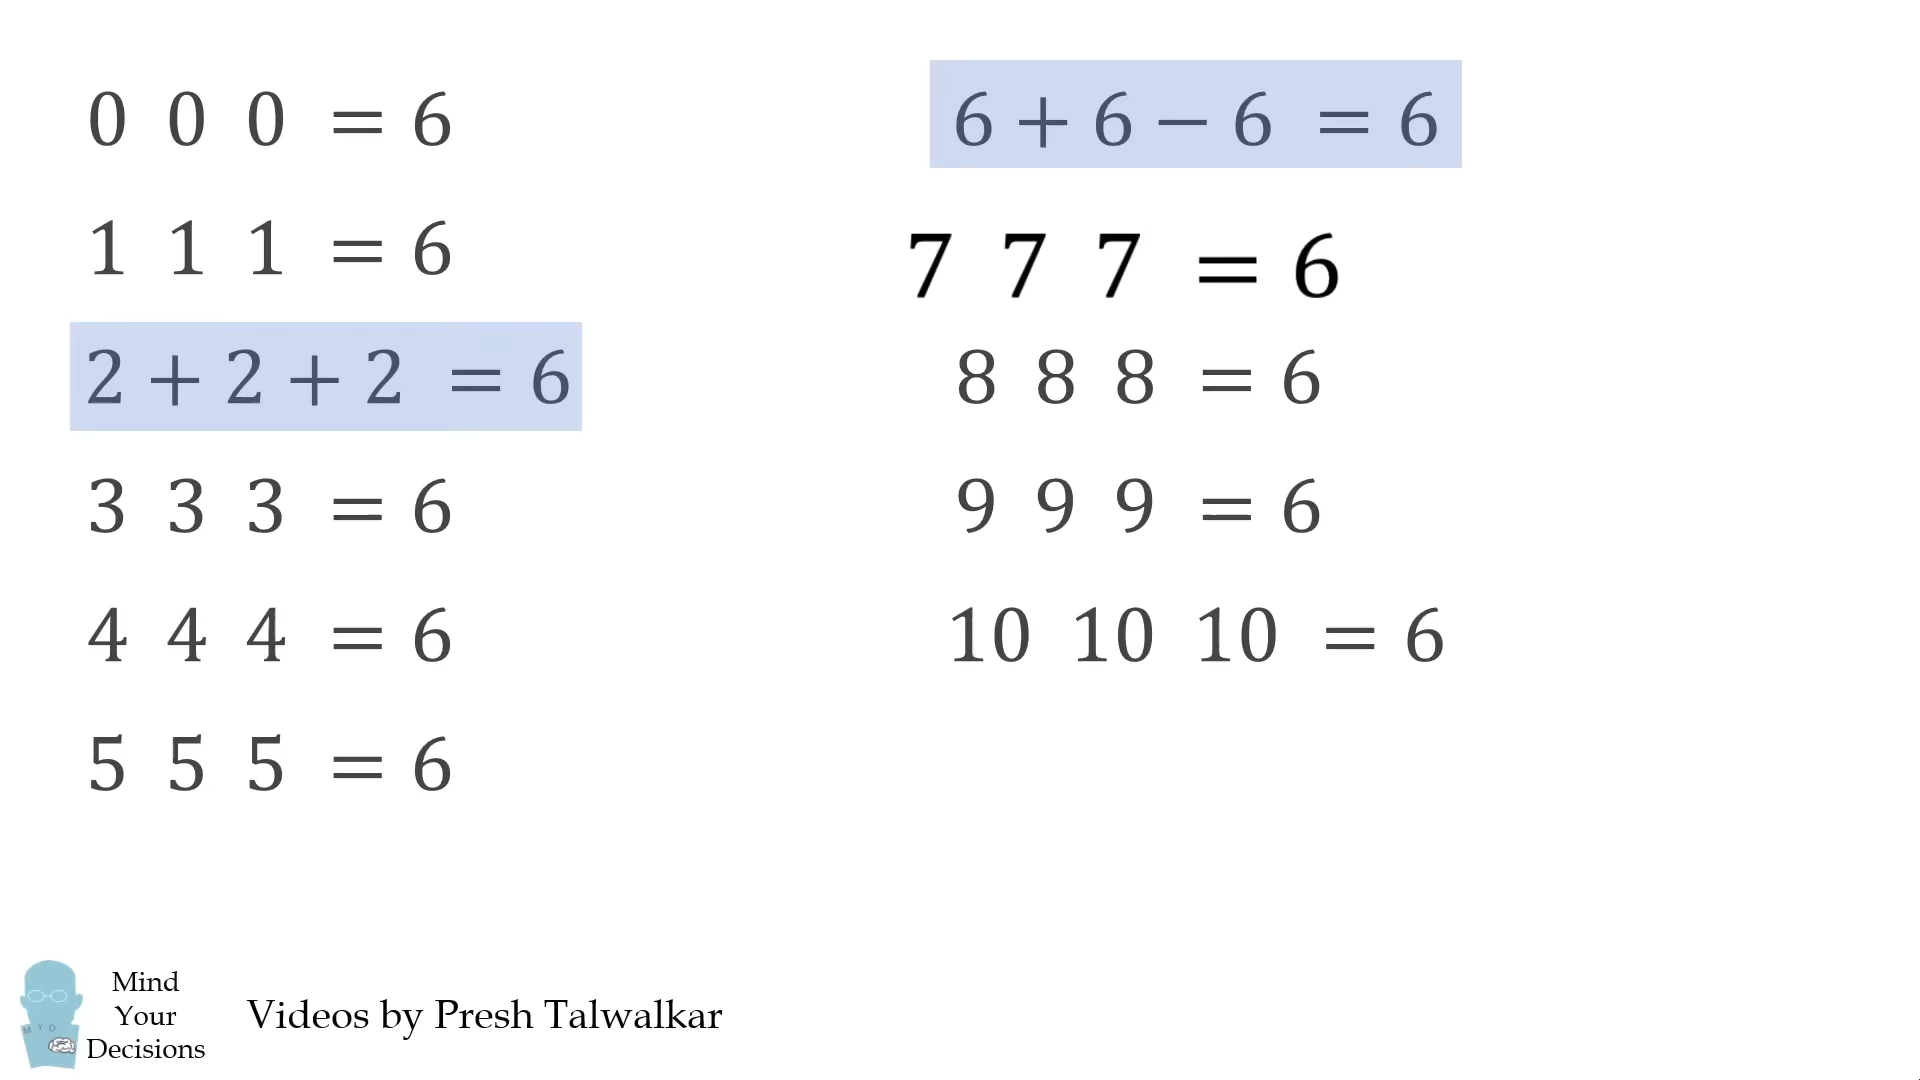 0 0 0 = 6
1 1 1 = 6
2 + 2 + 2 = 6
3 3 3 = 6
4 4 4 = 6
5 5 5 = 6
6 + 6 − 6 = 6
7 7 7 = 6
8 8 8 = 6
9 9 9 = 6
10 10 10 = 6
M Y D
Mind
Your
Decisions
Videos by Presh Talwalkar